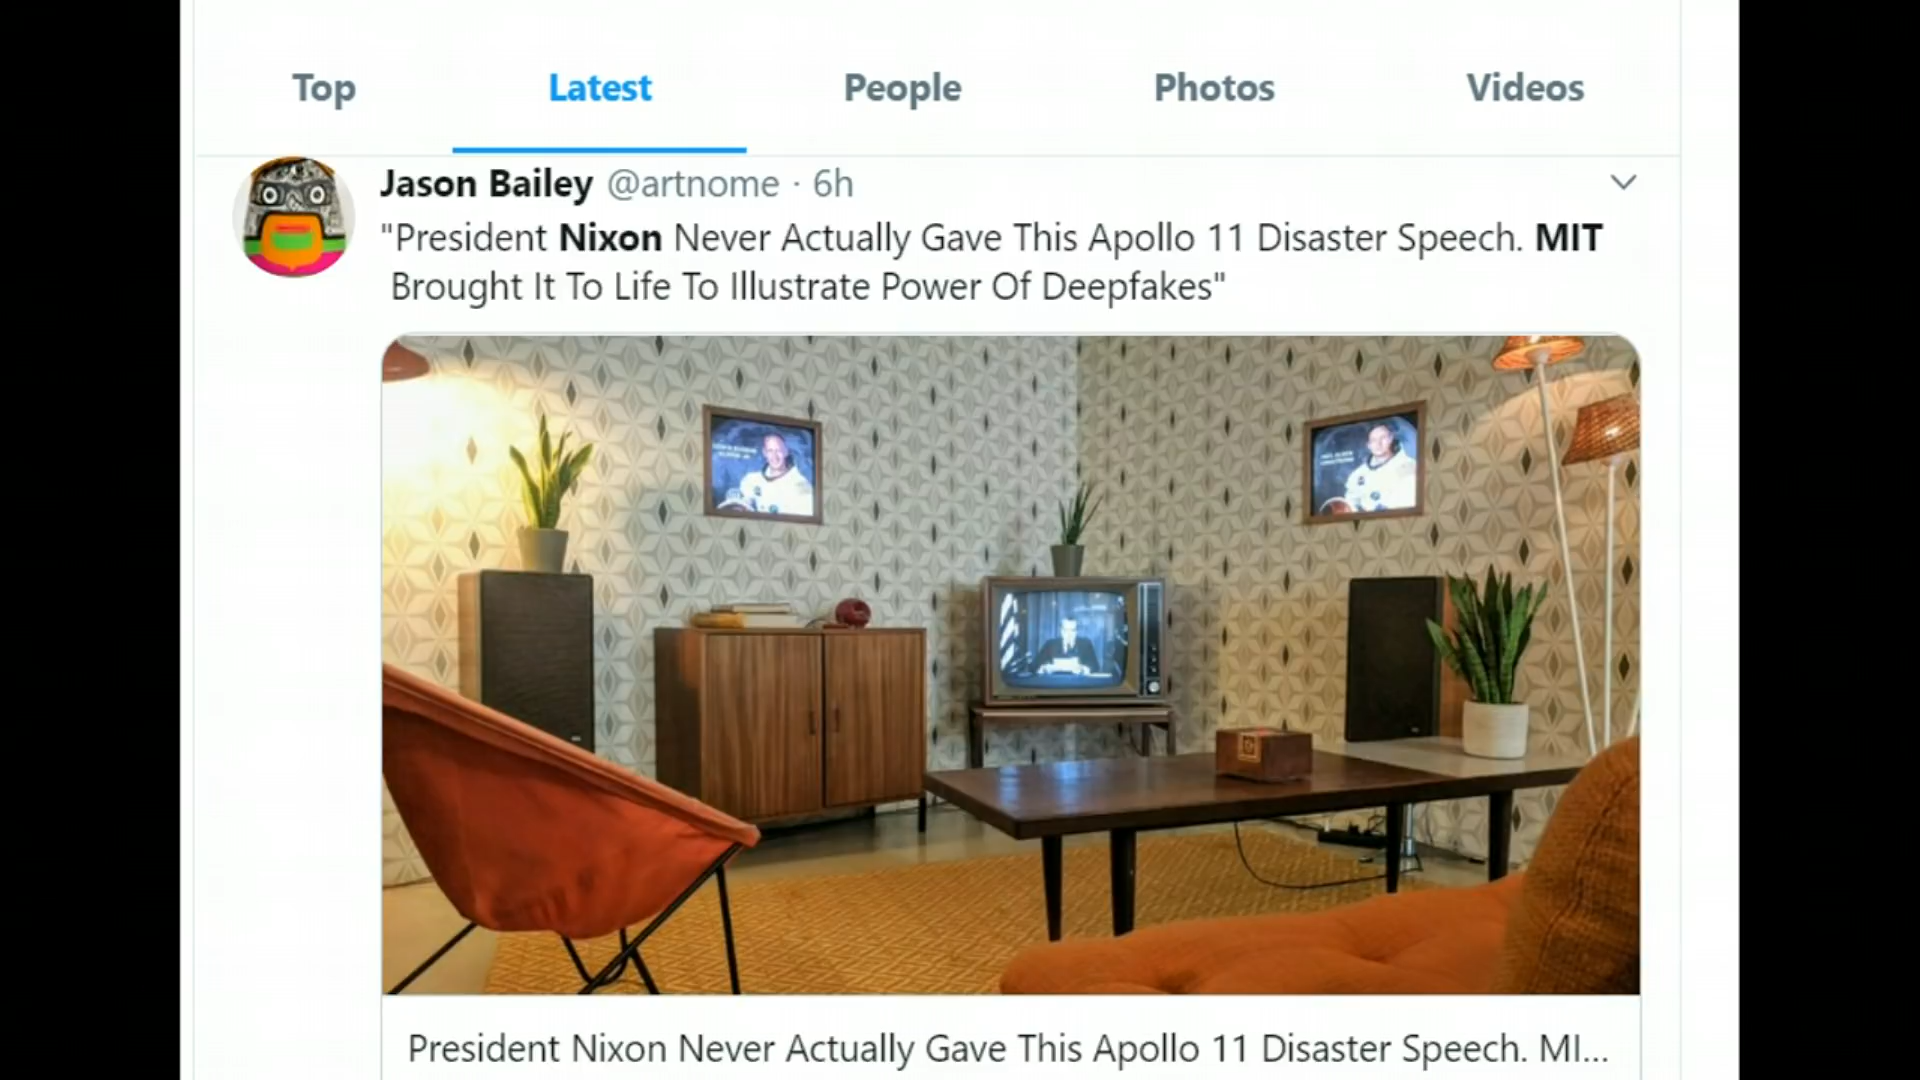 Top Latest People Photos Videos
Jason Bailey @artnome · 6h
"President Nixon Never Actually Gave This Apollo 11 Disaster Speech. MIT
Brought It To Life To Illustrate Power Of Deepfakes"
President Nixon Never Actually Gave This Apollo 11 Disaster Speech. MI...